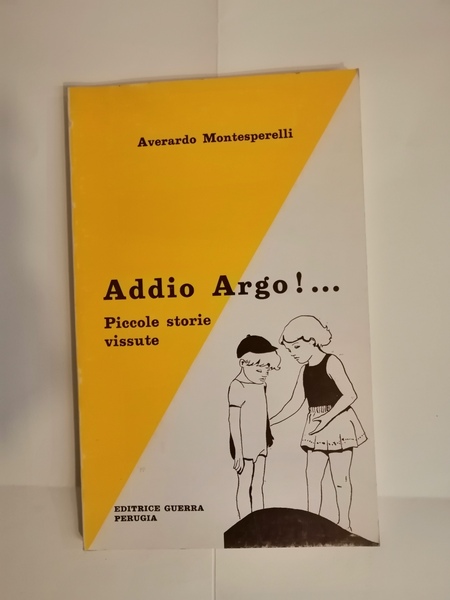 Averardo Montesperelli
Addio Argo!...
Piccole storie
vissute
EDITRICE GUERRA
PERUGIA